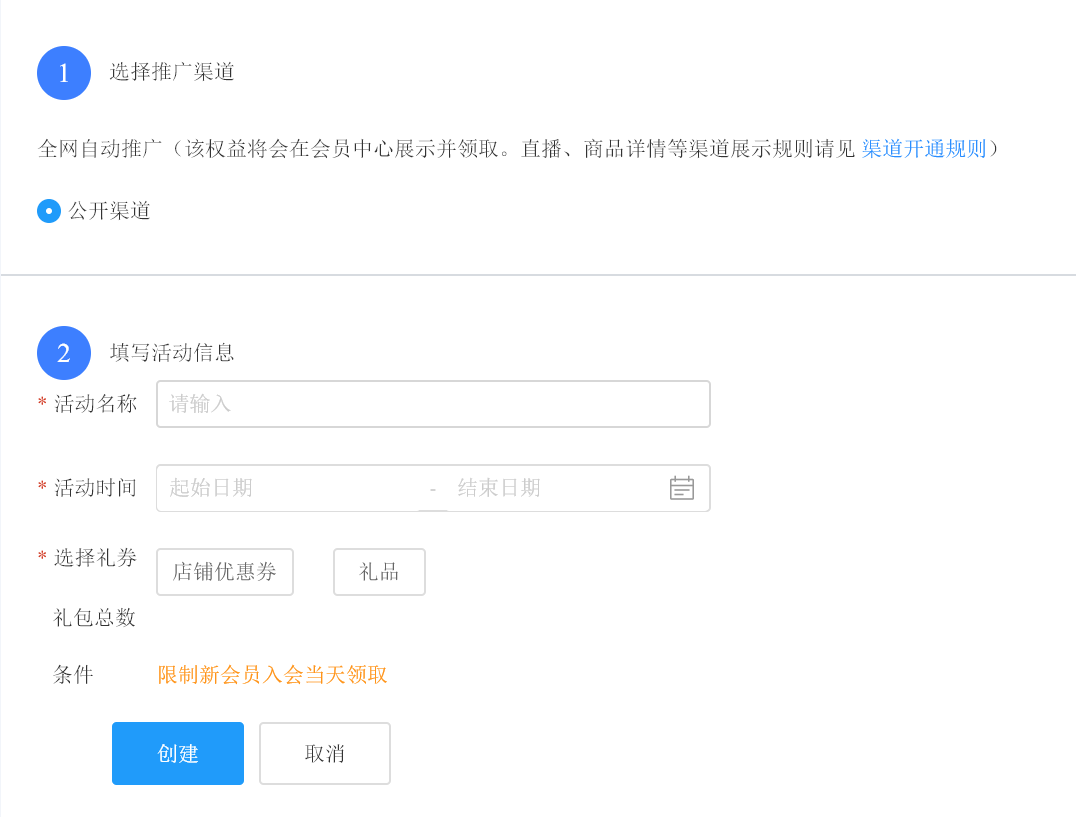 1 选择推广渠道
全网自动推广（该权益将会在会员中心展示并领取。直播、商品详情等渠道展示规则请见 渠道开通规则）
公开渠道
2 填写活动信息
* 活动名称 请输入
* 活动时间 起始日期 - 结束日期
* 选择礼券 店铺优惠券 礼品
礼包总数
条件 限制新会员入会当天领取
创建 取消